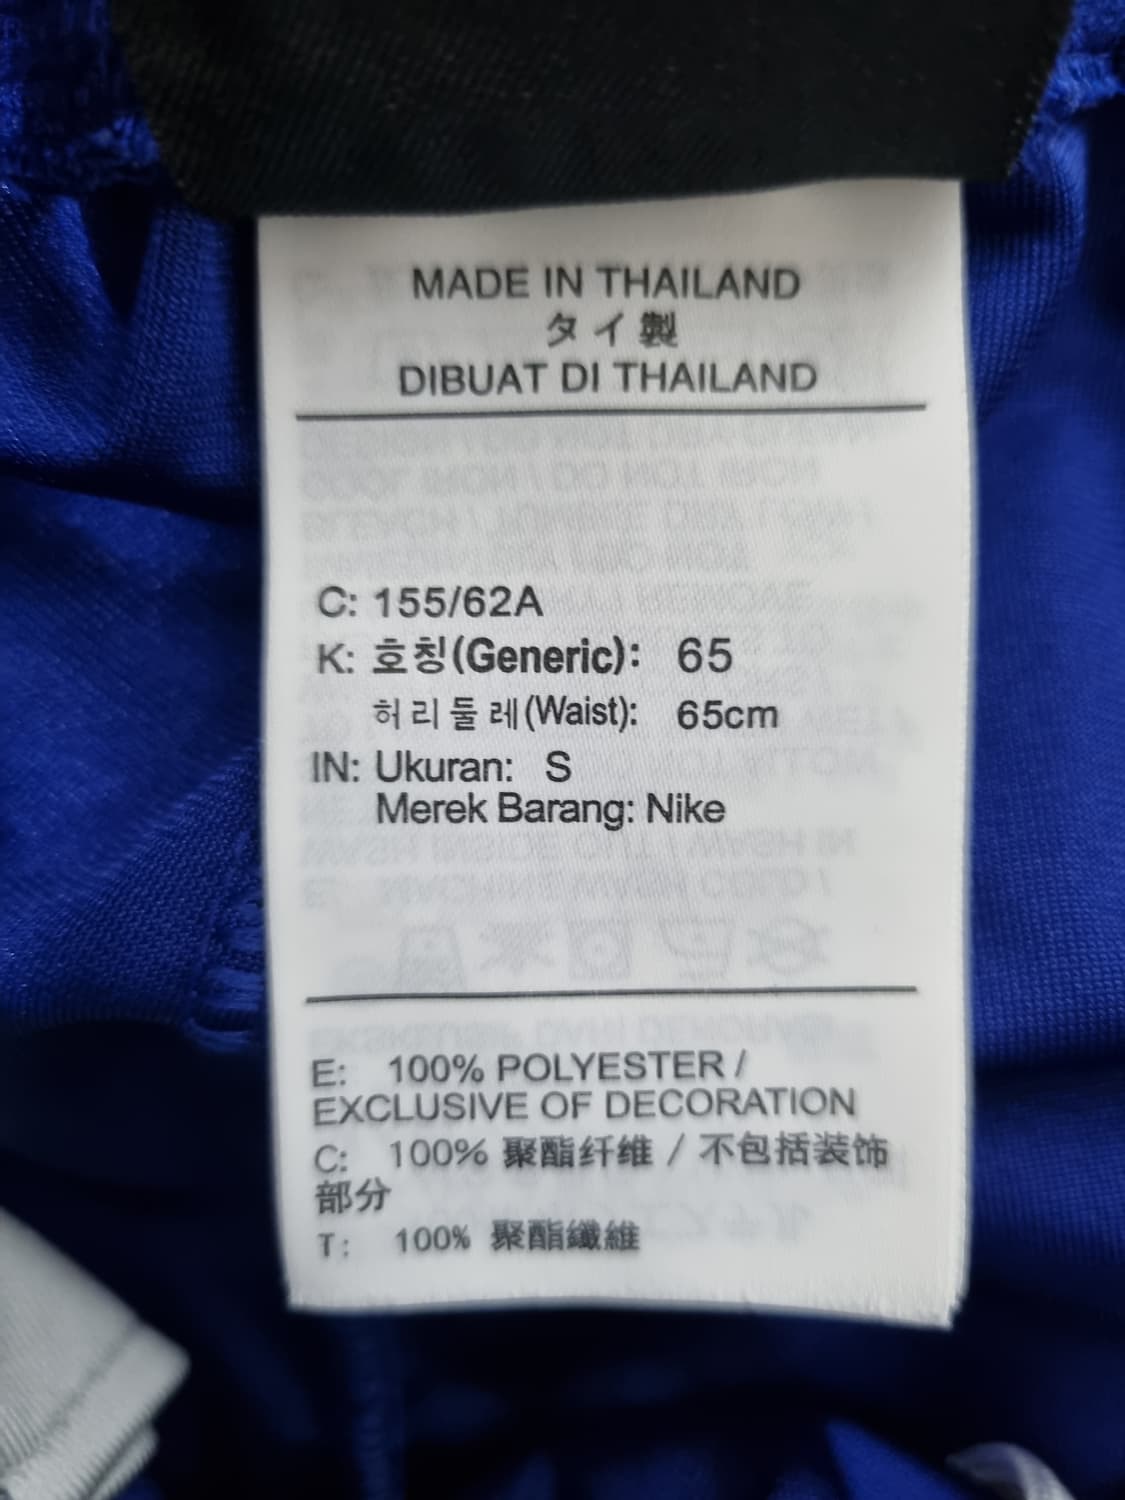 MADE IN THAILAND
タイ製
DIBUAT DI THAILAND
C: 155/62A
K: 호칭(Generic): 65
허리둘레(Waist): 65cm
IN: Ukuran: S
Merek Barang: Nike
E: 100% POLYESTER /
EXCLUSIVE OF DECORATION
C: 100% 聚酯纤维 / 不包括装饰
部分
T: 100% 聚酯纖維